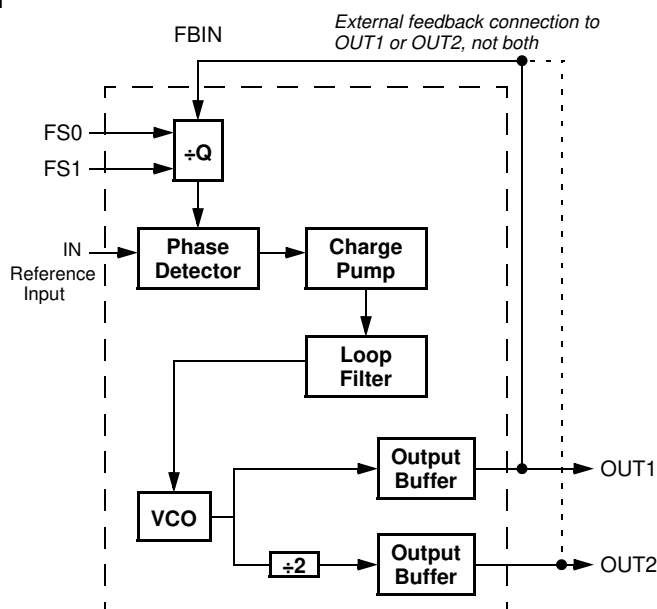 FBIN
External feedback connection to
OUT1 or OUT2, not both
FS0
FS1
÷Q
IN
Reference
Input
Phase
Detector
Charge
Pump
Loop
Filter
VCO
Output
Buffer
OUT1
÷2
Output
Buffer
OUT2